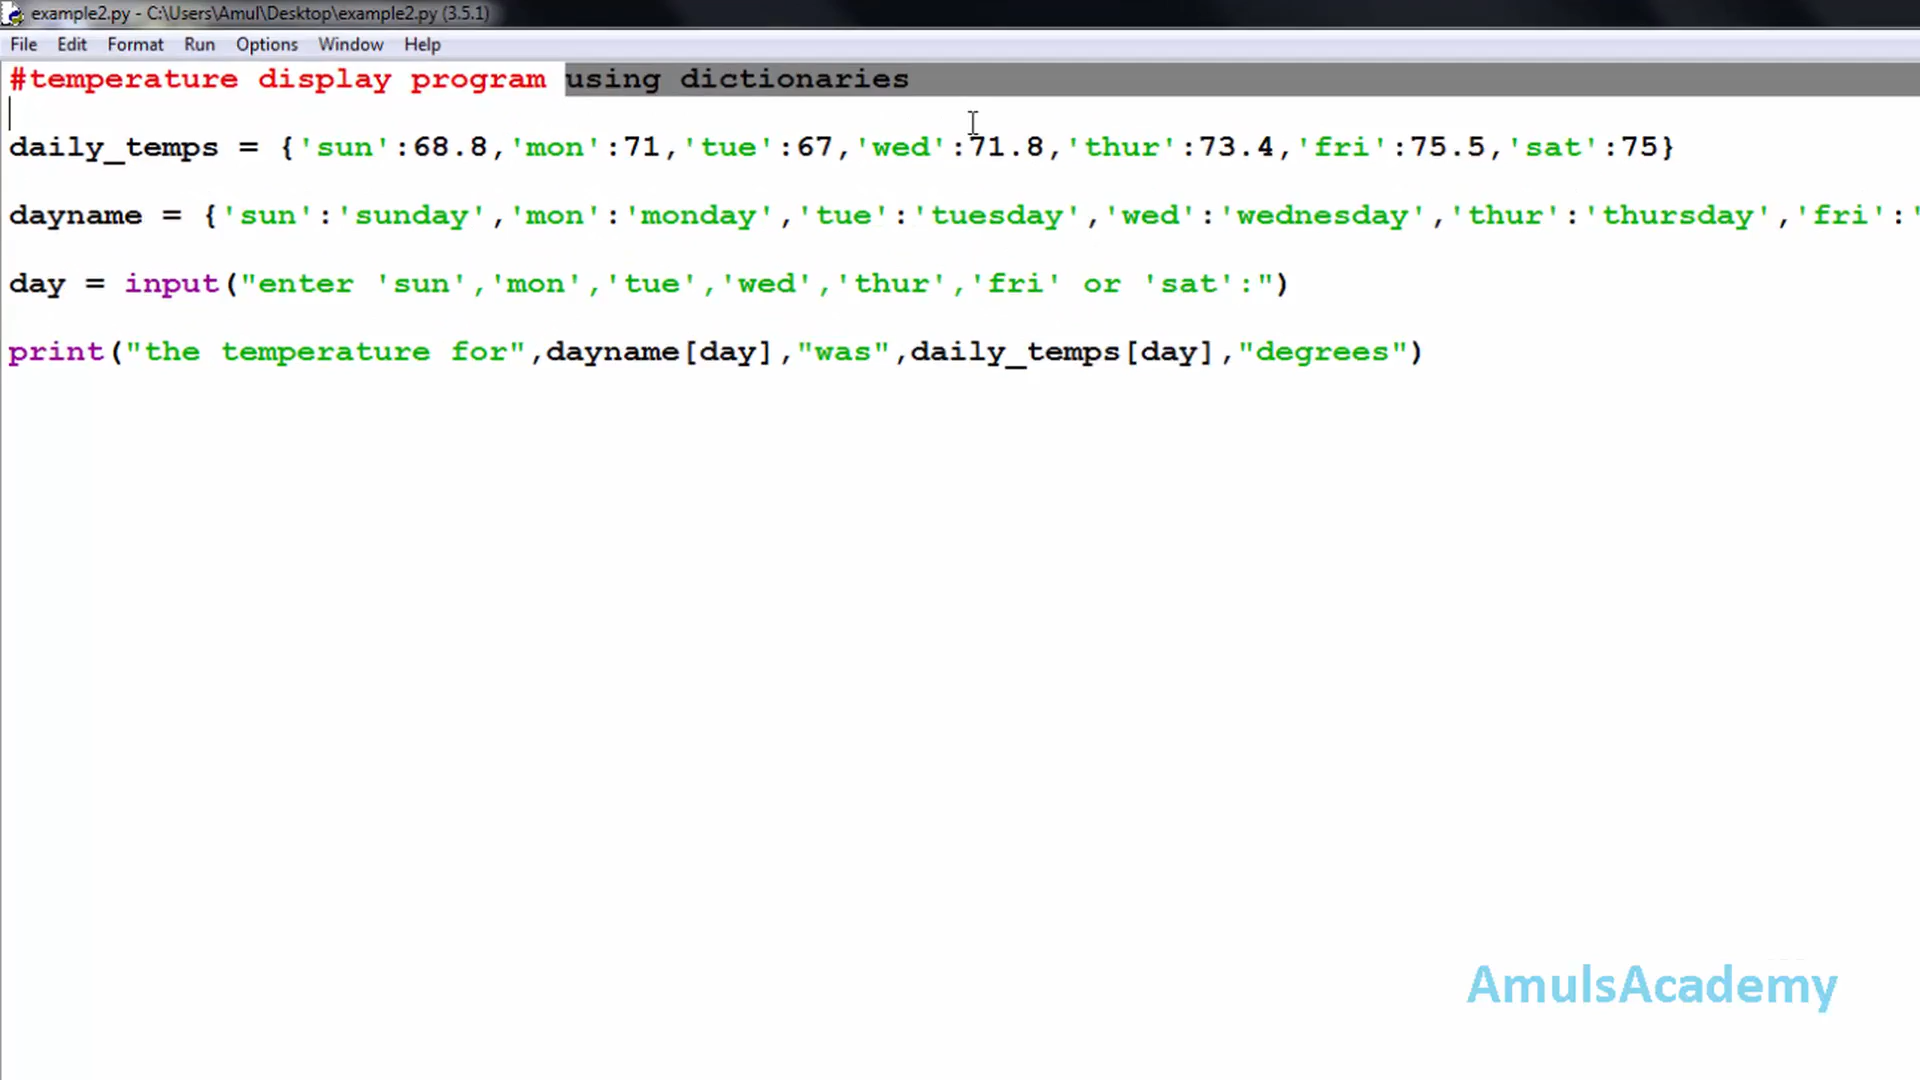 example2.py - C:\Users\Amul\Desktop\example2.py (3.5.1)
File Edit Format Run Options Window Help
#temperature display program using dictionaries
daily_temps = {'sun':68.8,'mon':71,'tue':67,'wed':71.8,'thur':73.4,'fri':75.5,'sat':75}
dayname = {'sun':'sunday','mon':'monday','tue':'tuesday','wed':'wednesday','thur':'thursday','fri':'
day = input("enter 'sun','mon','tue','wed','thur','fri' or 'sat':")
print("the temperature for",dayname[day],"was",daily_temps[day],"degrees")
AmulsAcademy